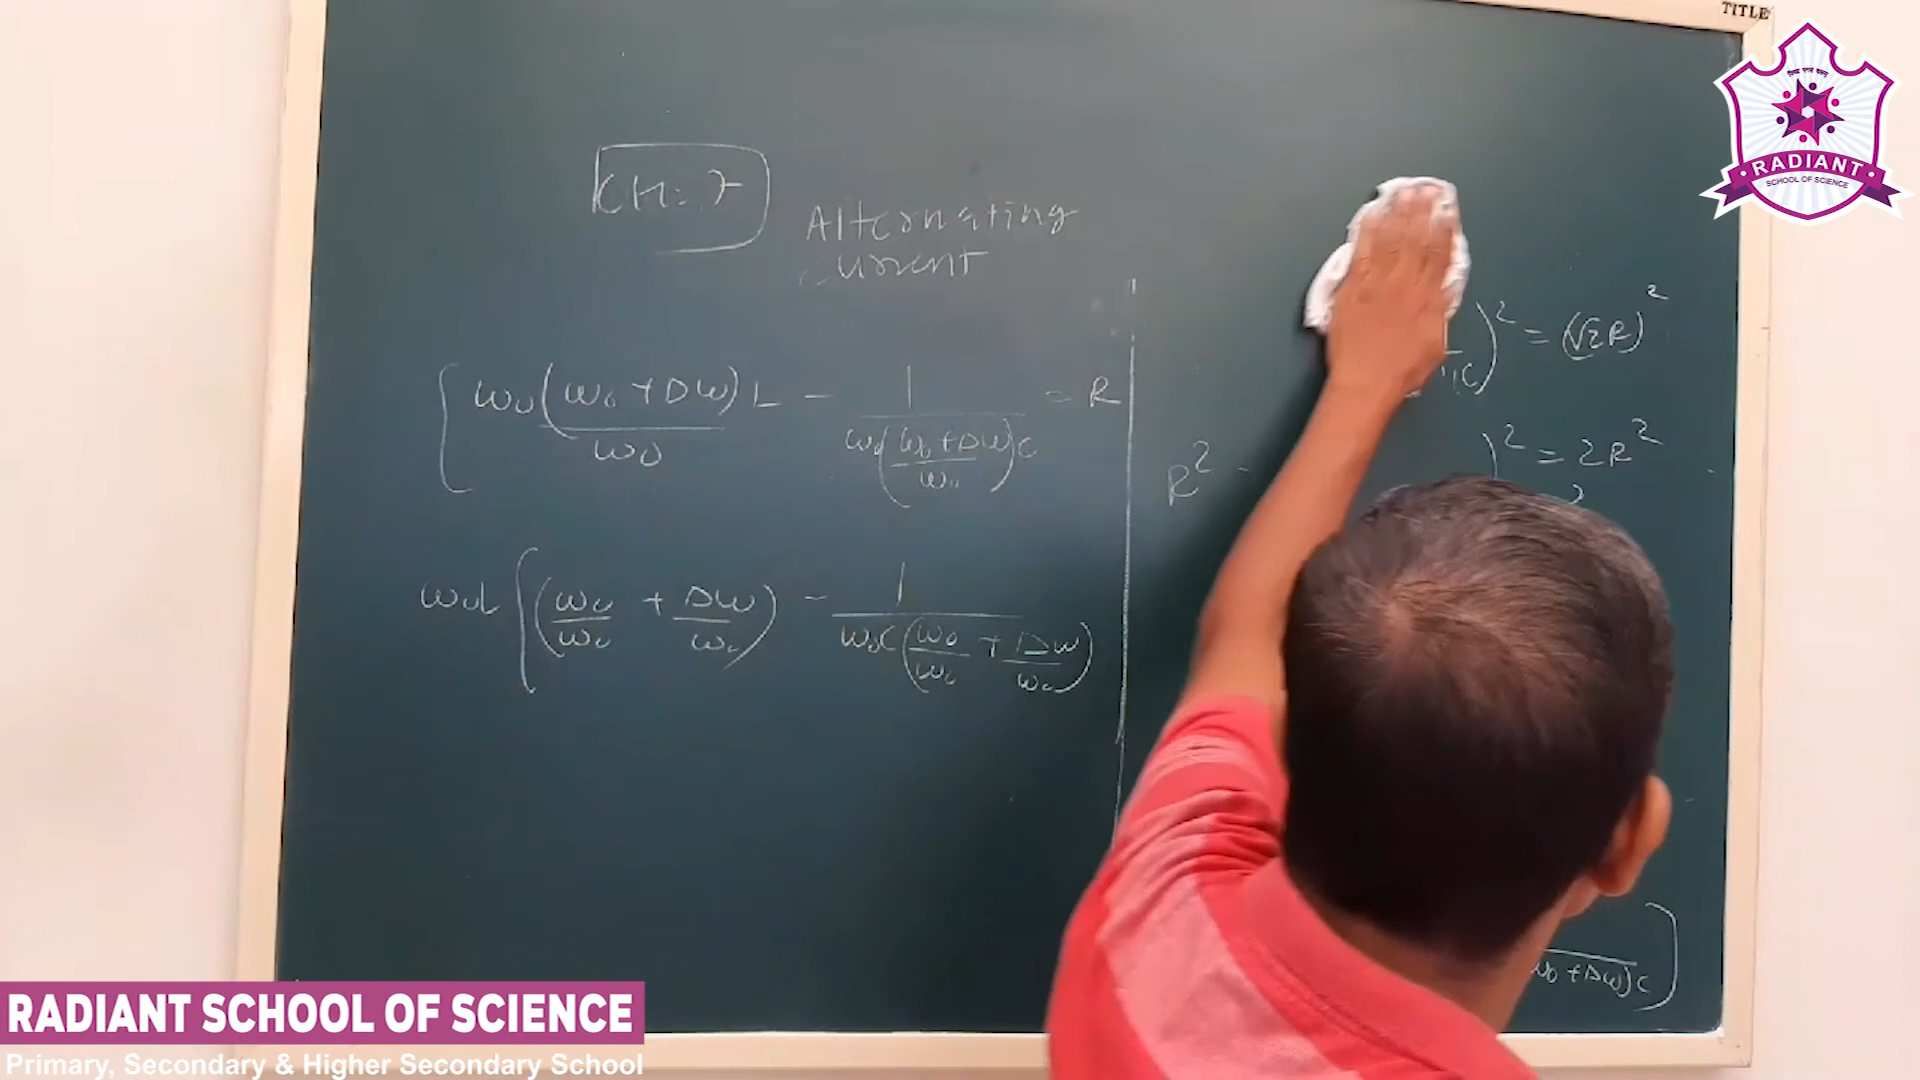 TITLE
RADIANT
SCHOOL OF SCIENCE
CH:7
Alternating
current
ω0(ω0+Δω)L/ω0 - 1/ω0(ω0+Δω/ω0)C = R
ω0L[(ω0/ω0 + Δω/ω0) - 1/ω0C(ω0/ω0 + Δω/ω0)
)² = (√2R)²
R²
)² = 2R²
ω0+Δω)C]
RADIANT SCHOOL OF SCIENCE
Primary, Secondary & Higher Secondary School